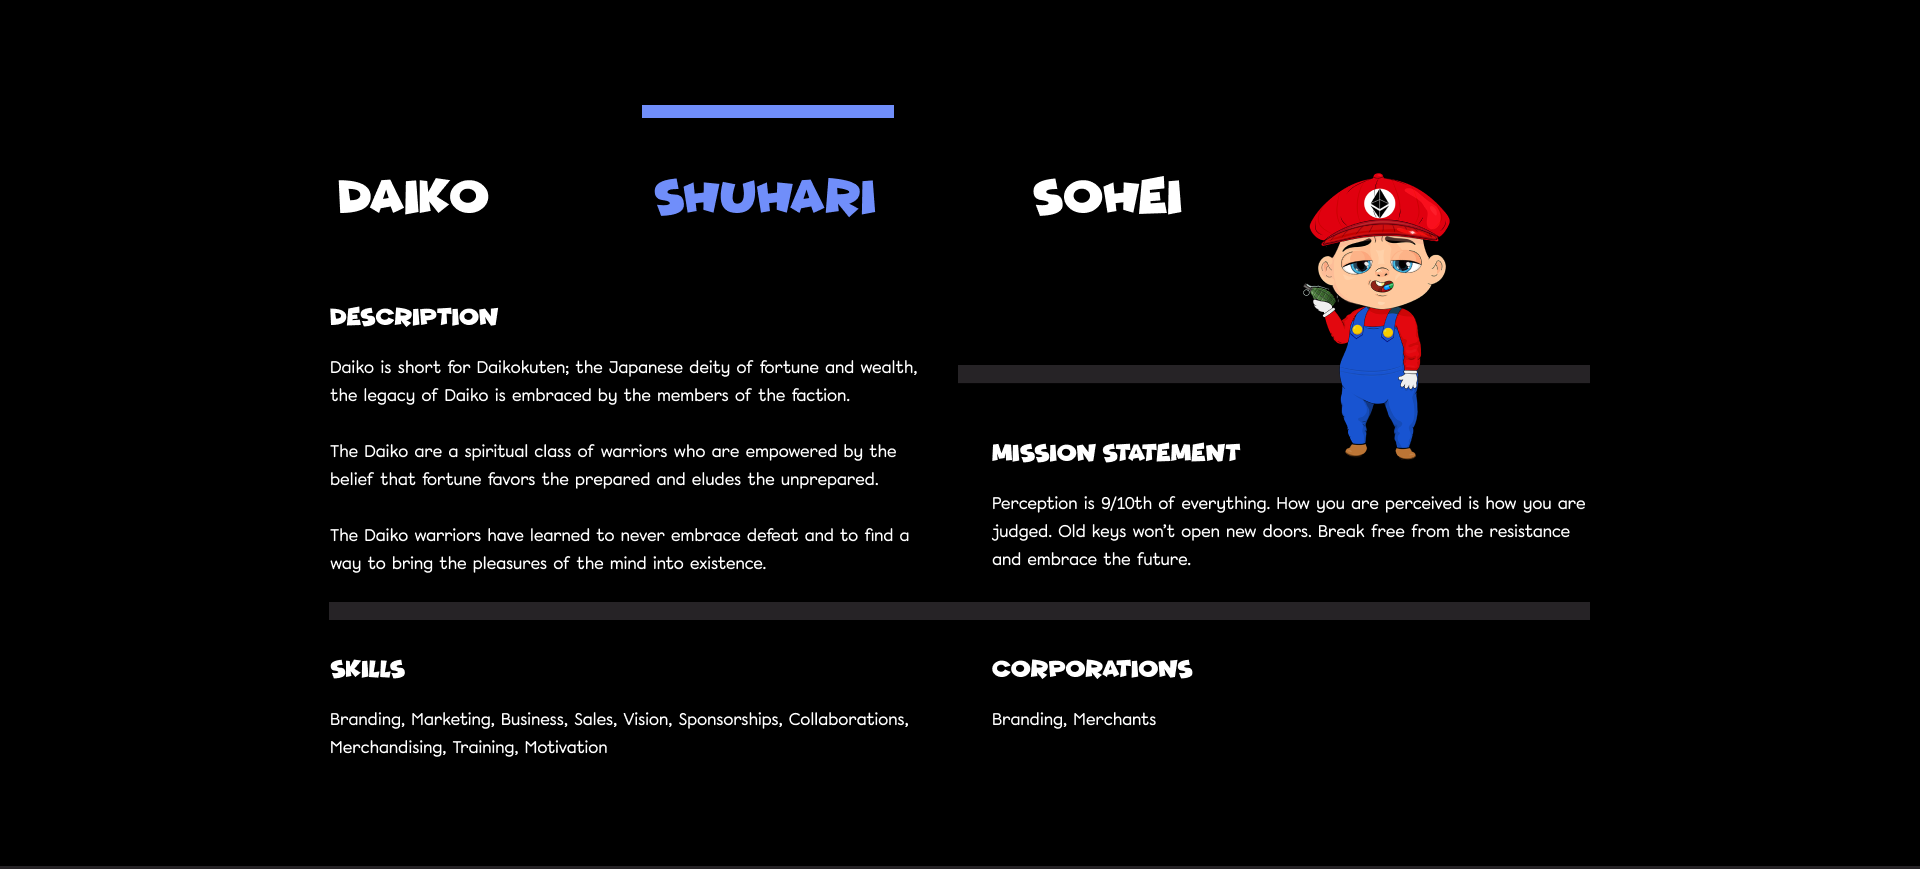 DAIKO
SHUHARI
SOHEI
DESCRIPTION
Daiko is short for Daikokuten; the Japanese deity of fortune and wealth,
the legacy of Daiko is embraced by the members of the faction.
The Daiko are a spiritual class of warriors who are empowered by the
belief that fortune favors the prepared and eludes the unprepared.
The Daiko warriors have learned to never embrace defeat and to find a
way to bring the pleasures of the mind into existence.
MISSION STATEMENT
Perception is 9/10th of everything. How you are perceived is how you are
judged. Old keys won't open new doors. Break free from the resistance
and embrace the future.
SKILLS
Branding, Marketing, Business, Sales, Vision, Sponsorships, Collaborations,
Merchandising, Training, Motivation
CORPORATIONS
Branding, Merchants